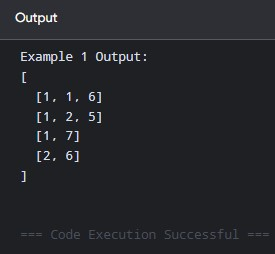 Output
Example 1 Output:
[
[1, 1, 6]
[1, 2, 5]
[1, 7]
[2, 6]
]
=== Code Execution Successful ===